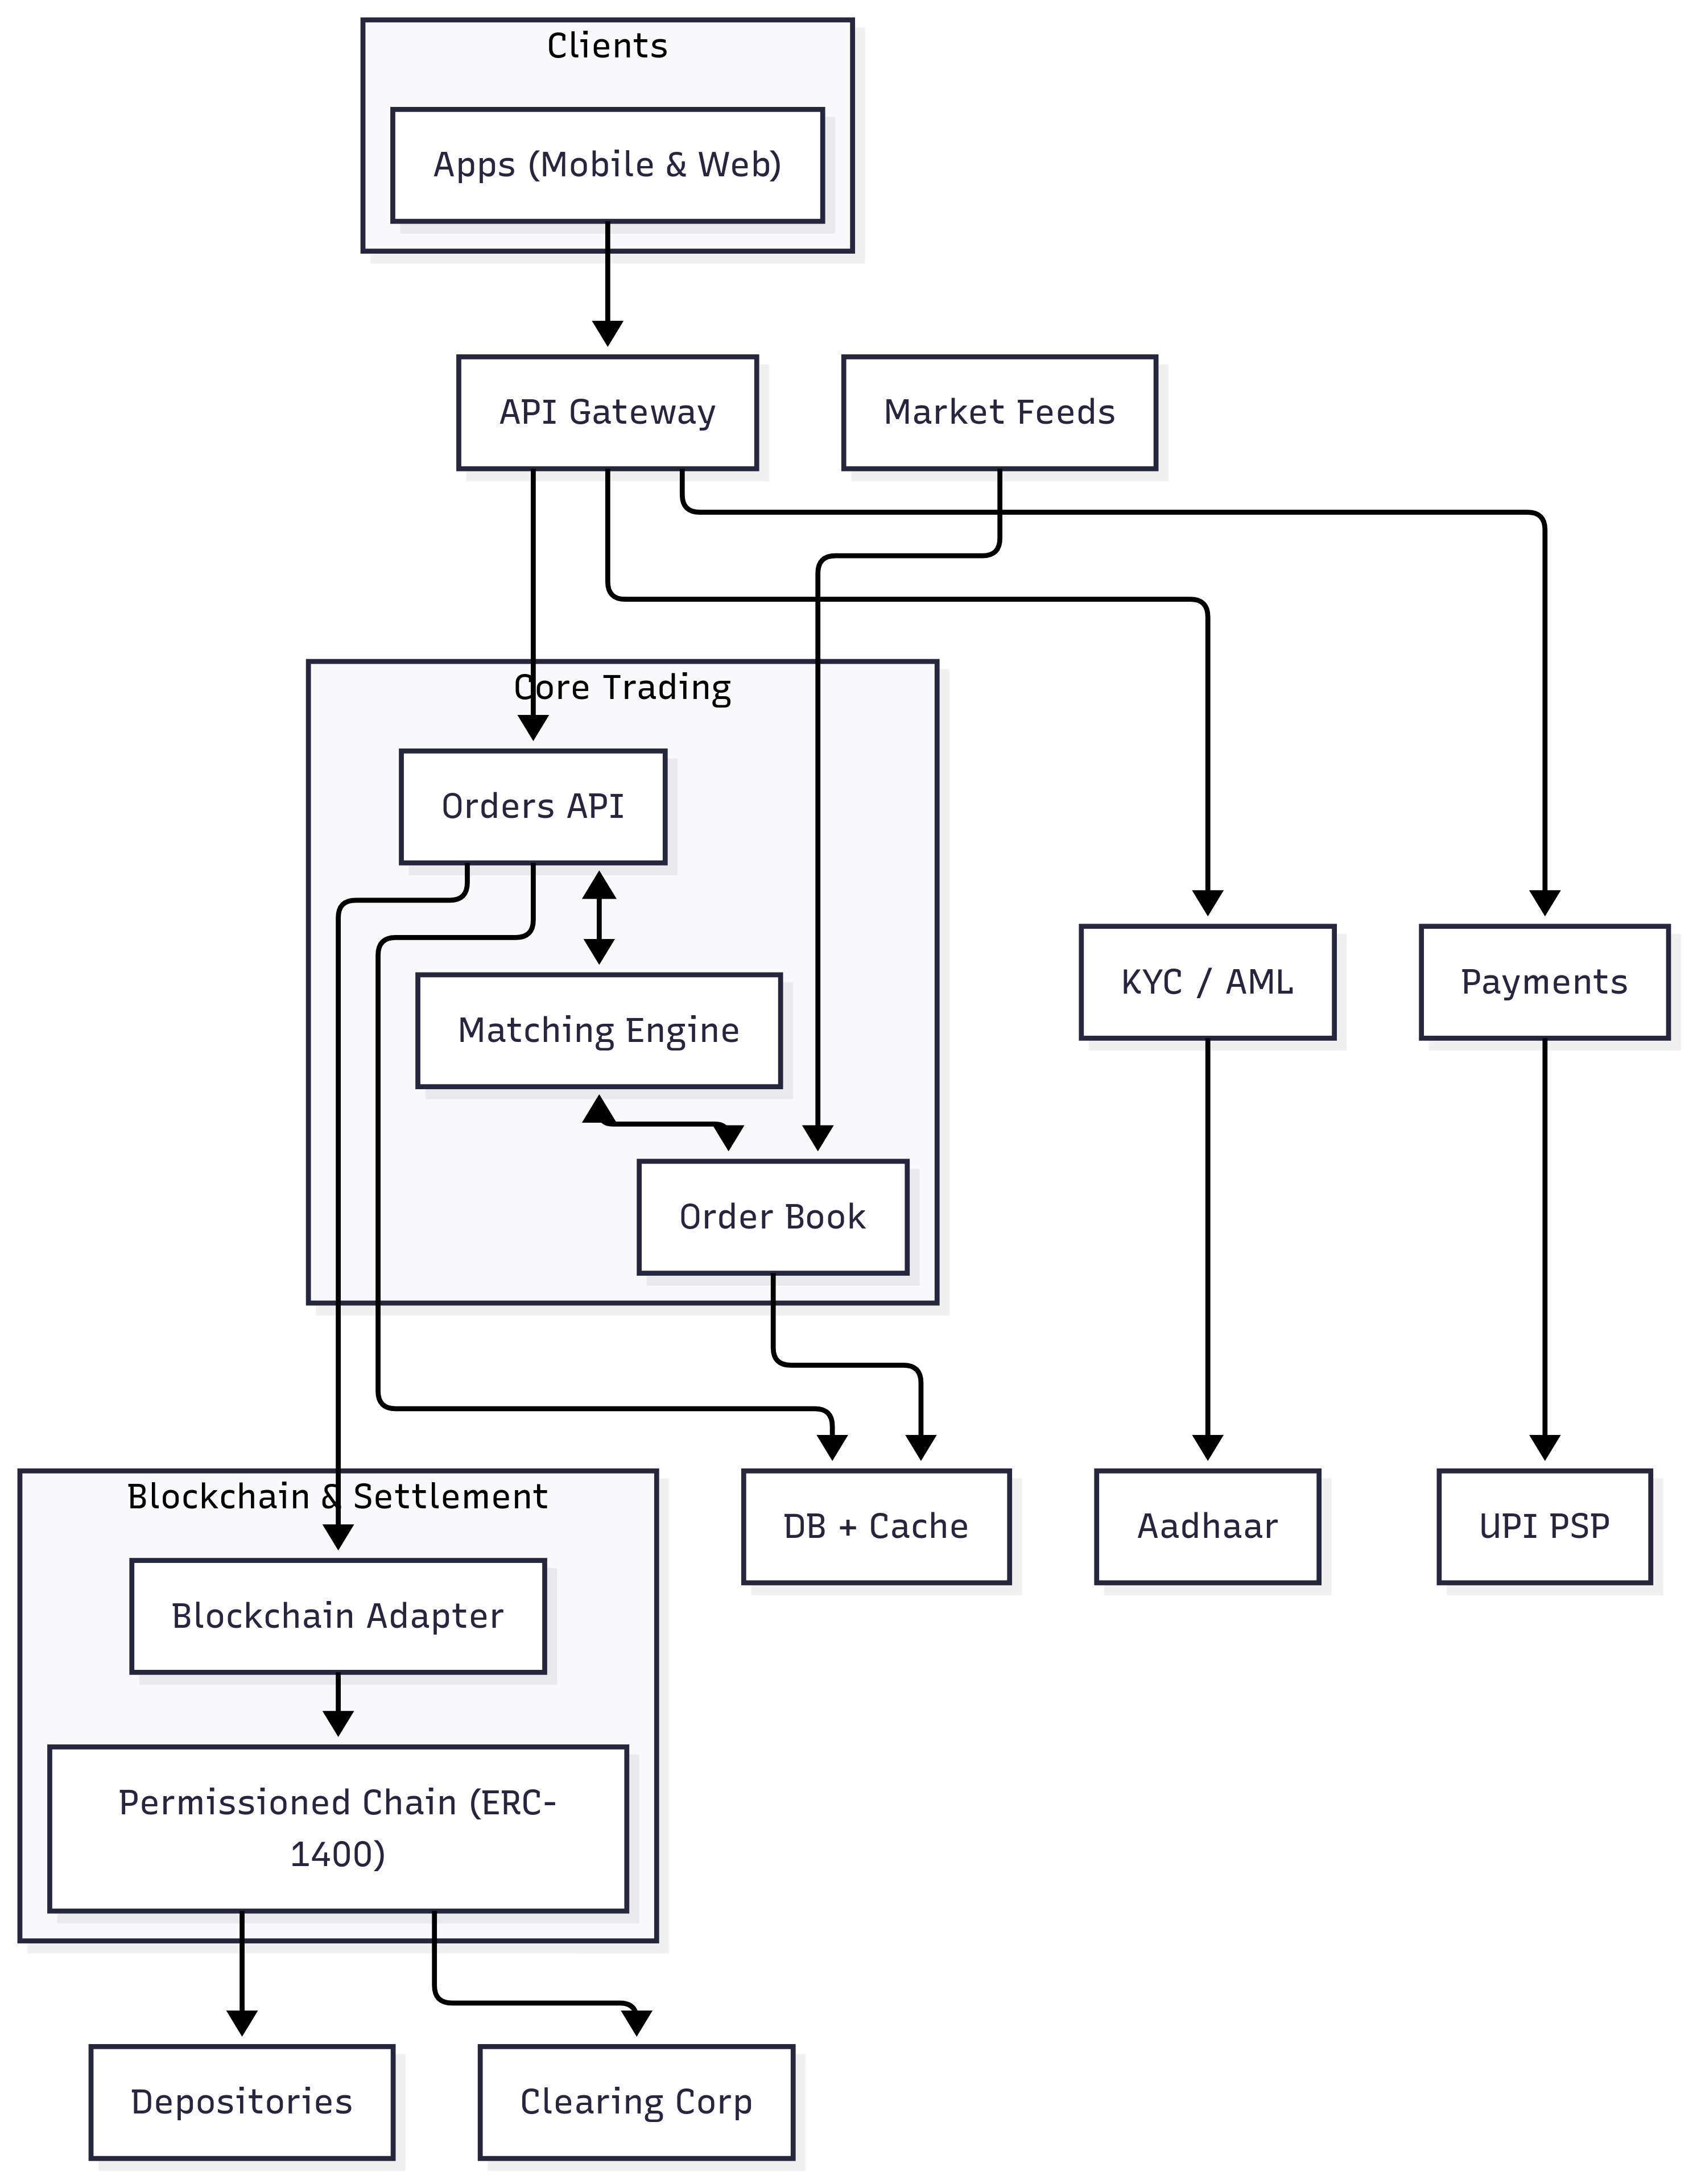 Clients
Apps (Mobile & Web)
API Gateway
Market Feeds
Core Trading
Orders API
Matching Engine
KYC / AML
Payments
Order Book
Blockchain & Settlement
DB + Cache
Aadhaar
UPI PSP
Blockchain Adapter
Permissioned Chain (ERC-
1400)
Depositories
Clearing Corp